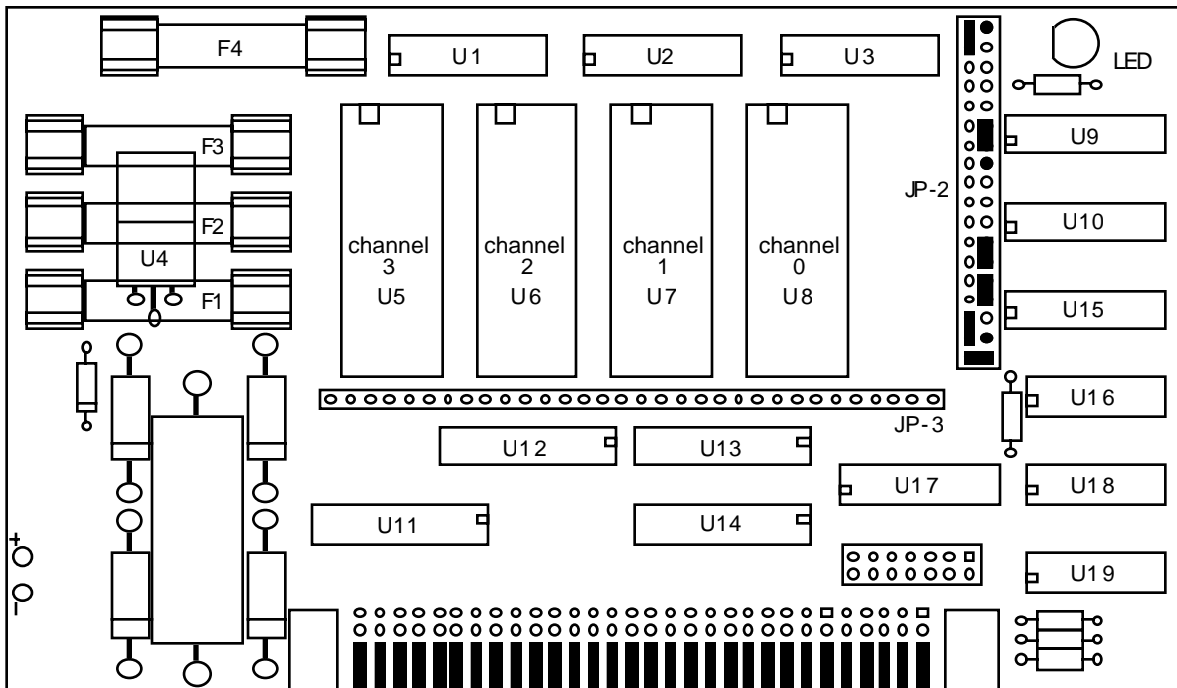 F4
U1
U2
U3
LED
F3
U9
JP-2
F2
U10
U4
channel
3
U5
channel
2
U6
channel
1
U7
channel
0
U8
F1
U15
U16
JP-3
U12
U13
U17
U18
U11
U14
+
U19
–